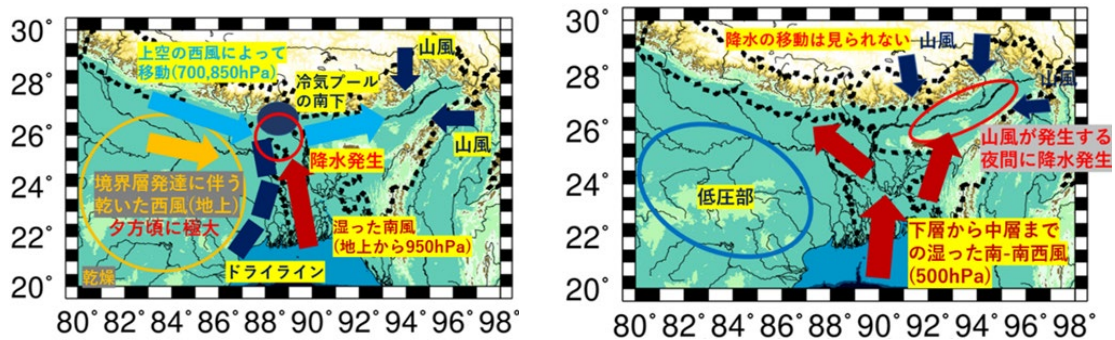 30°
28°
26°
24°
22°
20°
80° 82° 84° 86° 88° 90° 92° 94° 96° 98°
上空の西風によって
移動(700,850hPa)
冷気プール
の南下
山風
山風
降水発生
境界層発達に伴う
乾いた西風(地上)
夕方頃に極大
湿った南風
(地上から950hPa)
ドライライン
乾燥
30°
28°
26°
24°
22°
20°
80° 82° 84° 86° 88° 90° 92° 94° 96° 98°
降水の移動は見られない
山風
山風
山風が発生する
夜間に降水発生
低圧部
下層から中層まで
の湿った南-南西風
(500hPa)